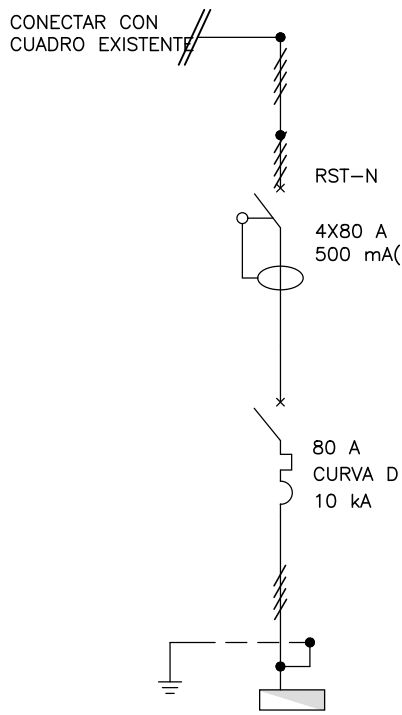 CONECTAR CON
CUADRO EXISTENTE
RST-N
4X80 A
500 mA(
80 A
CURVA D
10 kA